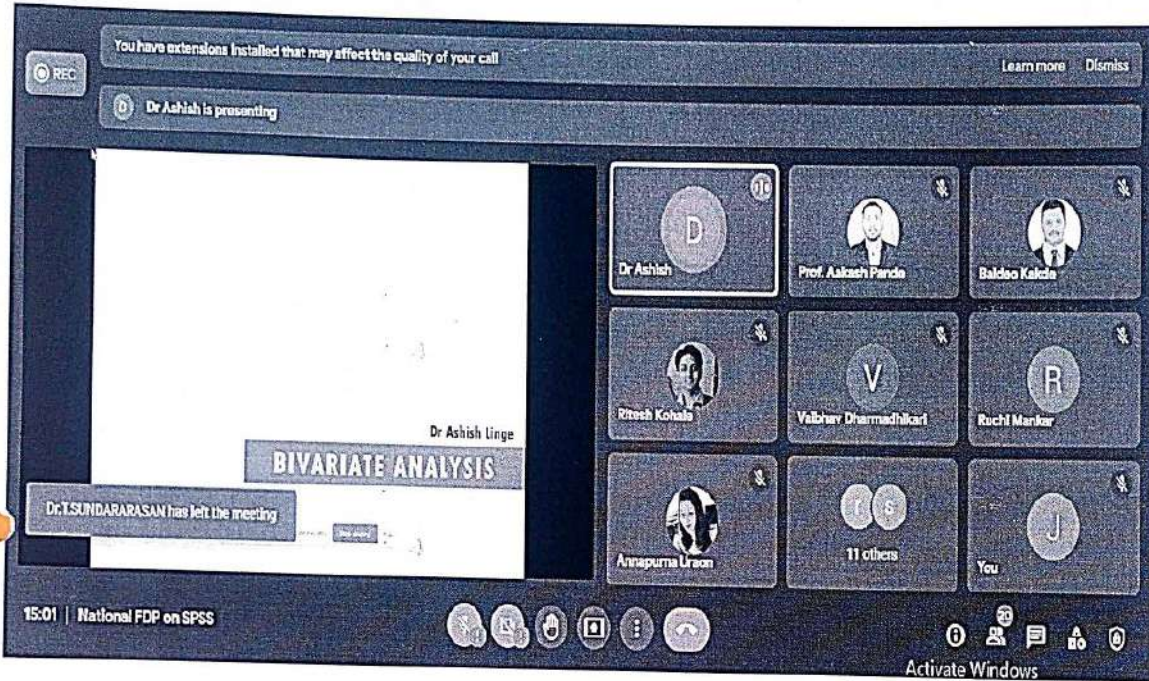 You have extensions installed that may affect the quality of your call
Learn more Dismiss
REC
D Dr Ashish is presenting
Dr Ashish Linge
BIVARIATE ANALYSIS
Dr.T.SUNDARARASAN has left the meeting
D
Dr Ashish
Prof. Aakash Pande
Baldeo Kakde
Ritesh Kohale
V
Vaibhav Dharmadhikari
R
Ruchi Mankar
Annapurna Uraon
r s
11 others
J
You
15:01 | National FDP on SPSS
20
Activate Windows